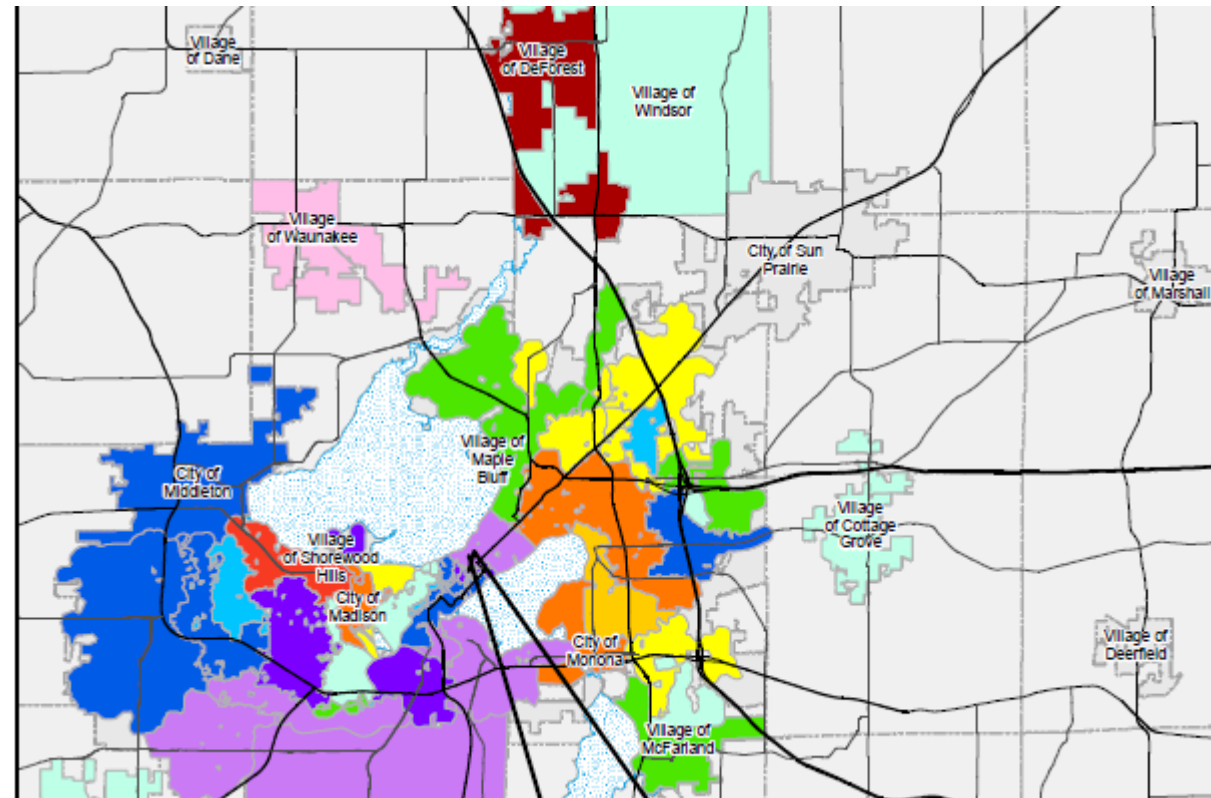 Village
of Dane
Village
of DeForest
Village of
Windsor
Village
of Waunakee
City of Sun
Prairie
Village
of Marshall
Village of
Maple
Bluff
City of
Middleton
Village
of Cottage
Grove
Village
of Shorewood
Hills
City of
Madison
City of
Monona
Village of
Deerfield
Village of
McFarland